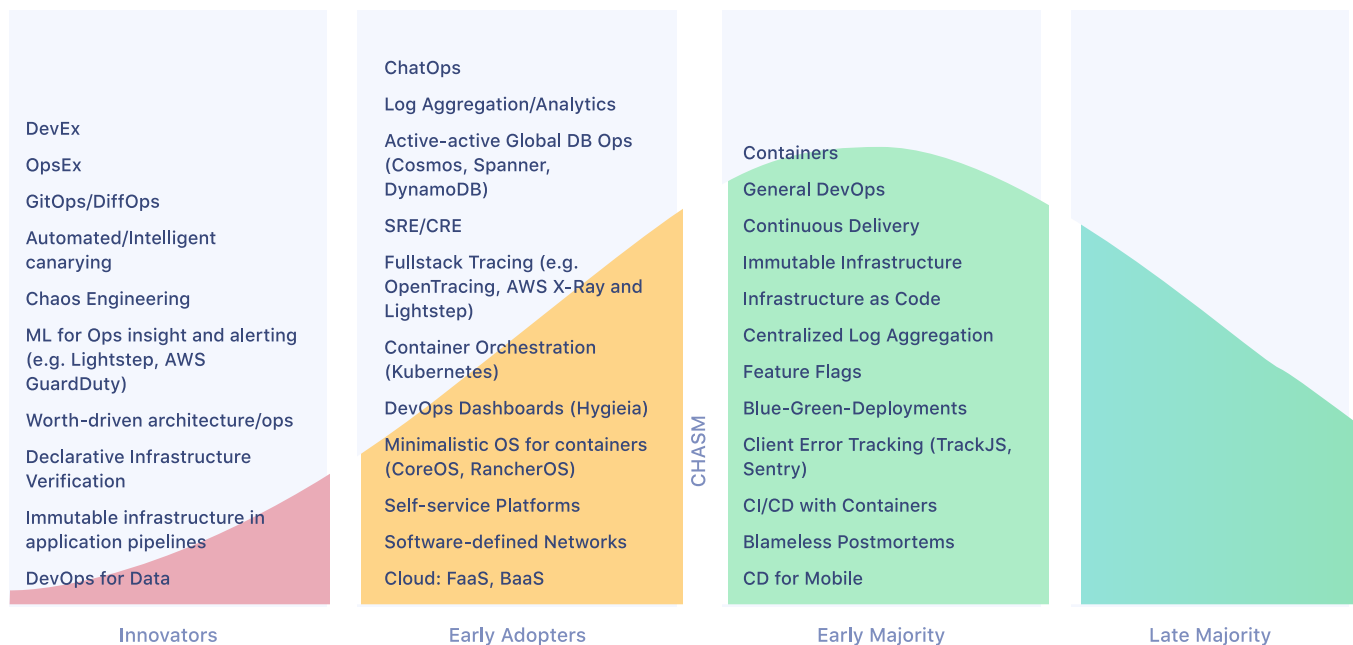 DevEx
OpsEx
GitOps/DiffOps
Automated/Intelligent
canarying
Chaos Engineering
ML for Ops insight and alerting
(e.g. Lightstep, AWS
GuardDuty)
Worth-driven architecture/ops
Declarative Infrastructure
Verification
Immutable infrastructure in
application pipelines
DevOps for Data
Innovators
ChatOps
Log Aggregation/Analytics
Active-active Global DB Ops
(Cosmos, Spanner,
DynamoDB)
SRE/CRE
Fullstack Tracing (e.g.
OpenTracing, AWS X-Ray and
Lightstep)
Container Orchestration
(Kubernetes)
DevOps Dashboards (Hygieia)
Minimalistic OS for containers
(CoreOS, RancherOS)
Self-service Platforms
Software-defined Networks
Cloud: FaaS, BaaS
Early Adopters
CHASM
Containers
General DevOps
Continuous Delivery
Immutable Infrastructure
Infrastructure as Code
Centralized Log Aggregation
Feature Flags
Blue-Green-Deployments
Client Error Tracking (TrackJS,
Sentry)
CI/CD with Containers
Blameless Postmortems
CD for Mobile
Early Majority
Late Majority